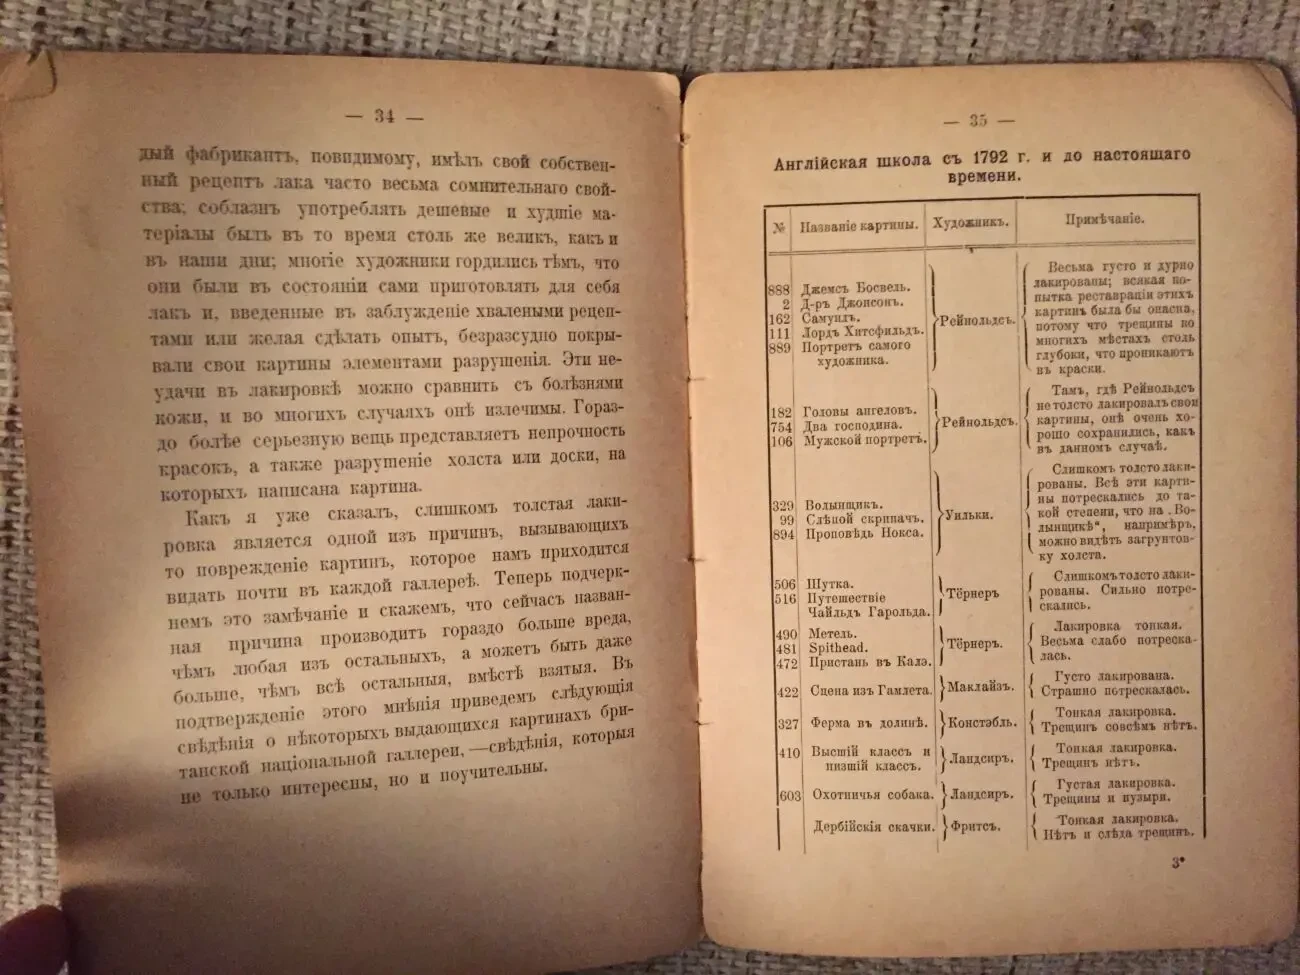 — 34 —
дый фабрикантъ, повидимому, имѣлъ свой собствен-
ный рецептъ лака часто весьма сомнительнаго свой-
ства; соблазнъ употреблять дешевые и худшіе ма-
теріалы былъ въ то время столь же великъ, какъ и
въ наши дни; многіе художники гордились тѣмъ, что
они были въ состояніи сами приготовлять для себя
лакъ и, введенные въ заблужденіе хвалеными рецеп-
тами или желая сдѣлать опытъ, безразсудно покры-
вали свои картины элементами разрушенія. Эти не-
удачи въ лакировкѣ можно сравнить съ болѣзнями
кожи, и во многихъ случаяхъ онѣ излечимы. Гораз-
до болѣе серьезную вещь представляетъ непрочность
красокъ, а также разрушеніе холста или доски, на
которыхъ написана картина.
Какъ я уже сказалъ, слишкомъ толстая лаки-
ровка является одной изъ причинъ, вызывающихъ
то поврежденіе картинъ, которое намъ приходится
видать почти въ каждой галлереѣ. Теперь подчерк-
немъ это замѣчаніе и скажемъ, что сейчасъ назван-
ная причина производитъ гораздо больше вреда,
чѣмъ любая изъ остальныхъ, а можетъ быть даже
больше, чѣмъ всѣ остальныя, вмѣстѣ взятыя. Въ
подтвержденіе этого мнѣнія приведемъ слѣдующія
свѣдѣнія о нѣкоторыхъ выдающихся картинахъ бри-
танской національной галлереи,—свѣдѣнія, которыя
не только интересны, но и поучительны.
— 35 —
Англійская школа съ 1792 г. и до настоящаго
времени.
№ Названіе картины. Художникъ. Примѣчаніе.
888 Джемсъ Босвель.
2 Д-ръ Джонсонъ.
162 Самуилъ.
111 Лордъ Хитсфильдъ.
889 Портретъ самого
художника.
Рейнольдсъ.
Весьма густо и дурно
лакированы; всякая по-
пытка реставраціи этихъ
картинъ была бы опасна,
потому что трещины ко
многихъ мѣстахъ столь
глубоки, что проникаютъ
въ краски.
182 Головы ангеловъ.
754 Два господина.
106 Мужской портретъ.
Рейнольдсъ.
Тамъ, гдѣ Рейнольдсъ
не толсто лакировалъ свои
картины, онѣ очень хо-
рошо сохранились, какъ
въ данномъ случаѣ.
329 Волынщикъ.
99 Слѣпой скрипачъ.
894 Проповѣдь Нокса.
Уильки.
Слишкомъ толсто лаки-
рованы. Всѣ эти карти-
ны потрескались до та-
кой степени, что на „Во-
лынщикѣ“, напримѣръ,
можно видѣть загрунтов-
ку холста.
506 Шутка.
516 Путешествіе
Чайльдъ Гарольда.
Тёрнеръ
Слишкомъ толсто лаки-
рованы. Сильно потре-
скались.
490 Метель.
481 Spithead.
472 Пристань въ Калэ.
Тёрнеръ.
Лакировка тонкая.
Весьма слабо потреска-
лась.
422 Сцена изъ Гамлета. Маклайзъ.
Густо лакирована.
Страшно потрескалась.
327 Ферма въ долинѣ. Констэбль.
Тонкая лакировка.
Трещинъ совсѣмъ нѣтъ.
410 Высшій классъ и
низшій классъ.
Ландсиръ.
Тонкая лакировка.
Трещинъ нѣтъ.
603 Охотничья собака. Ландсиръ.
Густая лакировка.
Трещины и пузыри.
Дербійскія скачки. Фритсъ.
Тонкая лакировка.
Нѣтъ и слѣда трещинъ.
3*